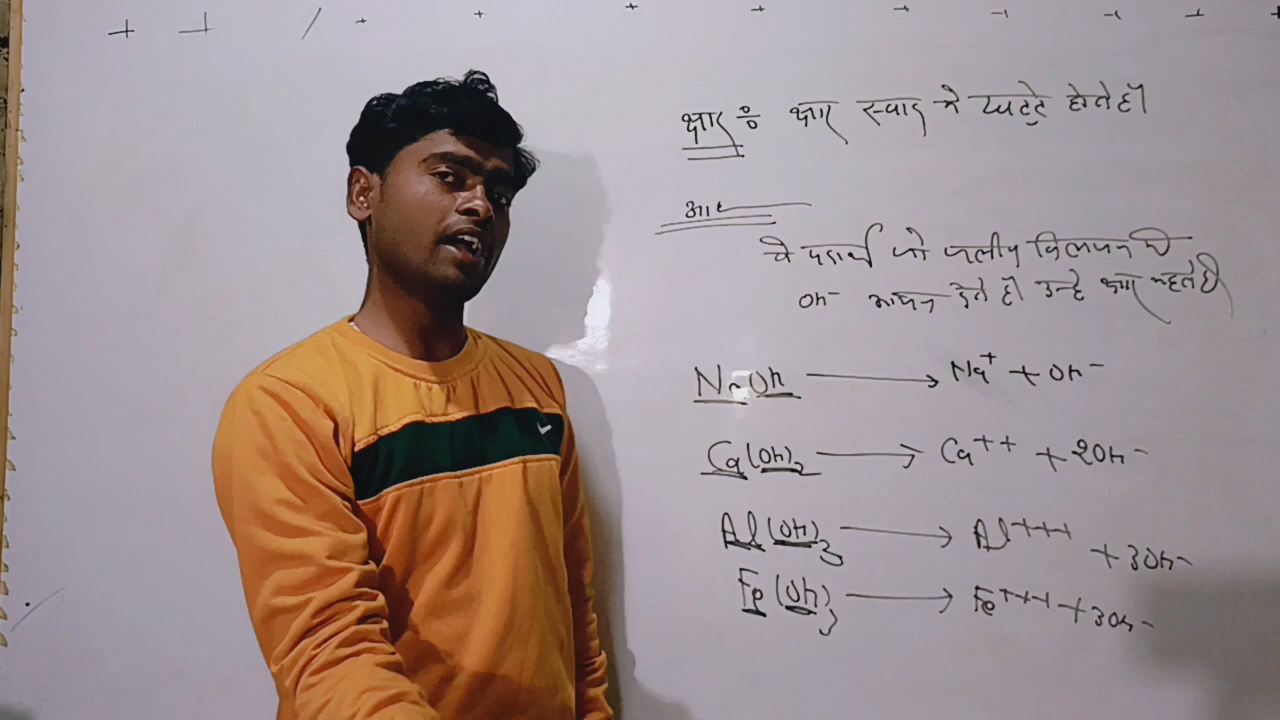 क्षार ÷ क्षार स्वाद मे खट्टे होते हॅ।
वे पदार्थ जो जलीय विलयन मे
OH⁻ आयन देते हॅ उन्हे क्षार कहते है
NaOH ⟶ Na⁺ + OH⁻
Ca(OH)₂ ⟶ Ca⁺⁺ + 2OH⁻
Al(OH)₃ ⟶ Al⁺⁺⁺ + 3OH⁻
Fe(OH)₃ ⟶ Fe⁺⁺⁺ + 3OH⁻